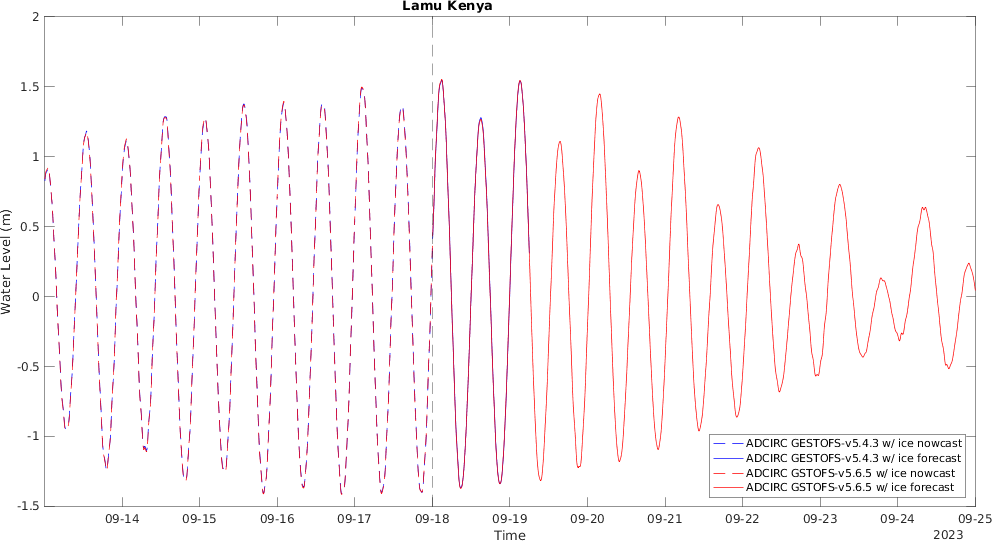 Lamu Kenya
2
1.5
1
0.5
0
-0.5
-1
-1.5
Water Level (m)
ADCIRC GESTOFS-v5.4.3 w/ ice nowcast
ADCIRC GESTOFS-v5.4.3 w/ ice forecast
ADCIRC GSTOFS-v5.6.5 w/ ice nowcast
ADCIRC GSTOFS-v5.6.5 w/ ice forecast
09-14 09-15 09-16 09-17 09-18 09-19 09-20 09-21 09-22 09-23 09-24 09-25
Time
2023